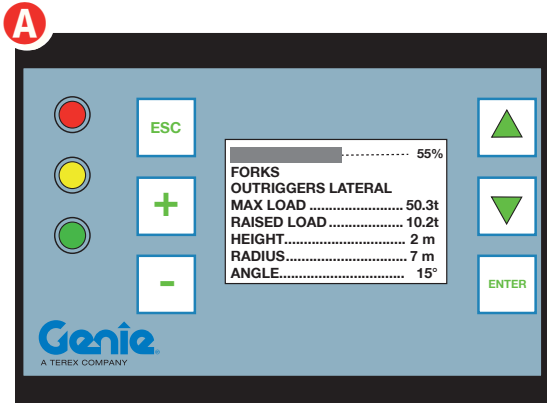 A
ESC
+
-
55%
FORKS
OUTRIGGERS LATERAL
MAX LOAD ....................... 50.3t
RAISED LOAD .................. 10.2t
HEIGHT............................. 2 m
RADIUS............................. 7 m
ANGLE............................... 15°
ENTER
Genie
A TEREX COMPANY